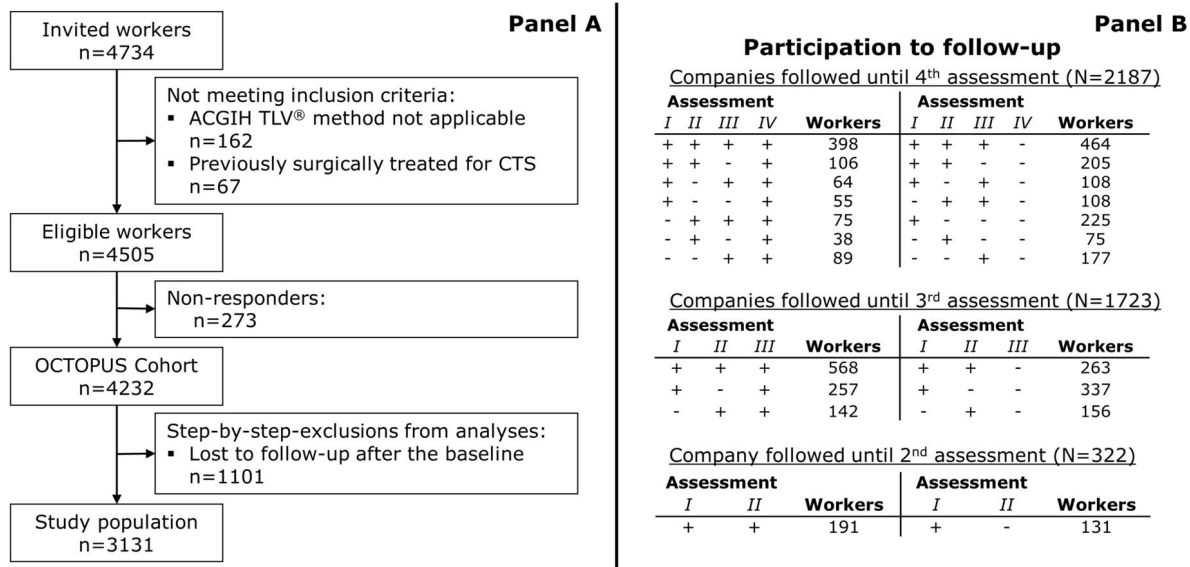 Panel A
Invited workers
n=4734
Not meeting inclusion criteria:
▪ ACGIH TLV® method not applicable
n=162
▪ Previously surgically treated for CTS
n=67
Eligible workers
n=4505
Non-responders:
n=273
OCTOPUS Cohort
n=4232
Step-by-step-exclusions from analyses:
▪ Lost to follow-up after the baseline
n=1101
Study population
n=3131
Panel B
Participation to follow-up
Companies followed until 4th assessment (N=2187)
Assessment Assessment
I II III IV Workers I II III IV Workers
+ + + + 398 + + + - 464
+ + - + 106 + + - - 205
+ - + + 64 + - + - 108
+ - - + 55 - + + - 108
- + + + 75 + - - - 225
- + - + 38 - + - - 75
- - + + 89 - - + - 177
Companies followed until 3rd assessment (N=1723)
Assessment Assessment
I II III Workers I II III Workers
+ + + 568 + + - 263
+ - + 257 + - - 337
- + + 142 - + - 156
Company followed until 2nd assessment (N=322)
Assessment Assessment
I II Workers I II Workers
+ + 191 + - 131